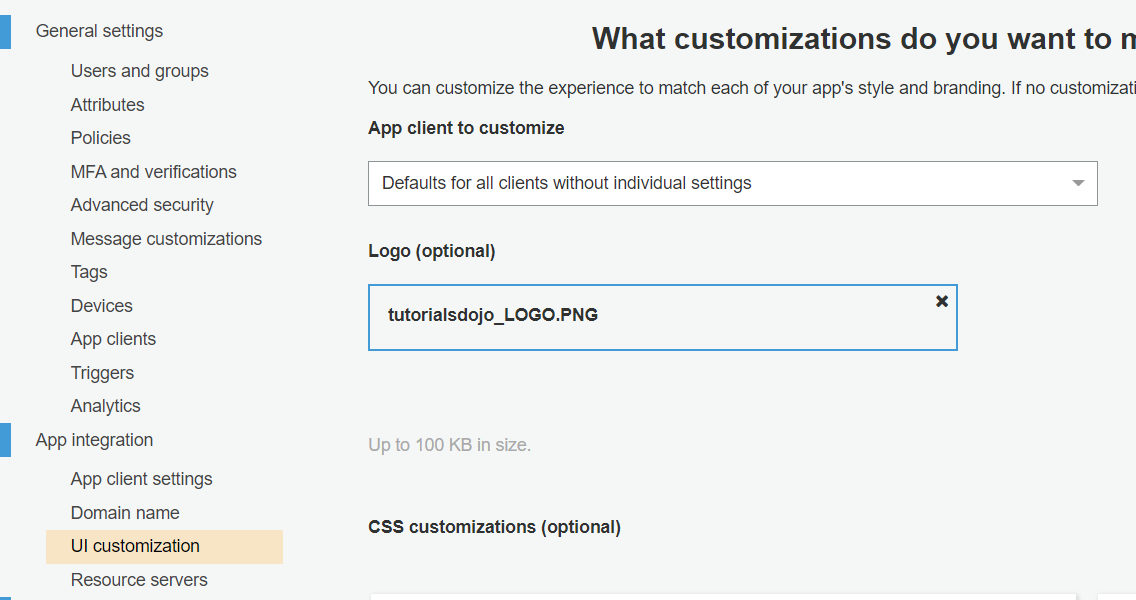 General settings
Users and groups
Attributes
Policies
MFA and verifications
Advanced security
Message customizations
Tags
Devices
App clients
Triggers
Analytics
App integration
App client settings
Domain name
UI customization
Resource servers
What customizations do you want to
You can customize the experience to match each of your app's style and branding. If no
App client to customize
Defaults for all clients without individual settings
Logo (optional)
tutorialsdojo_LOGO.PNG
Up to 100 KB in size.
CSS customizations (optional)